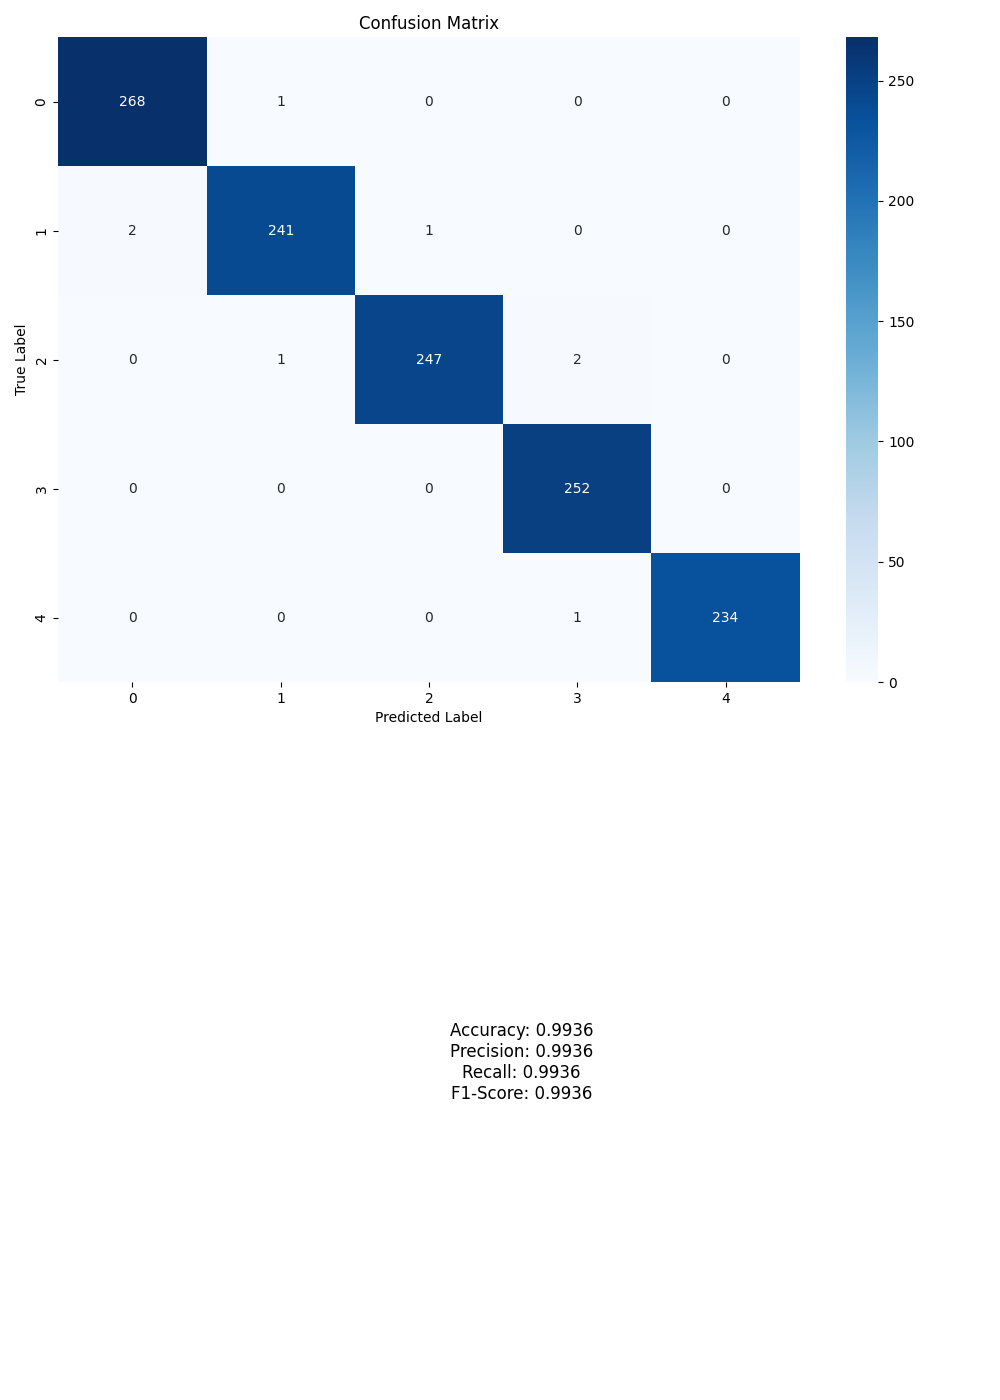 Confusion Matrix
True Label
0 268 1 0 0 0
1 2 241 1 0 0
2 0 1 247 2 0
3 0 0 0 252 0
4 0 0 0 1 234
0 1 2 3 4
Predicted Label
250
200
150
100
50
0
Accuracy: 0.9936
Precision: 0.9936
Recall: 0.9936
F1-Score: 0.9936